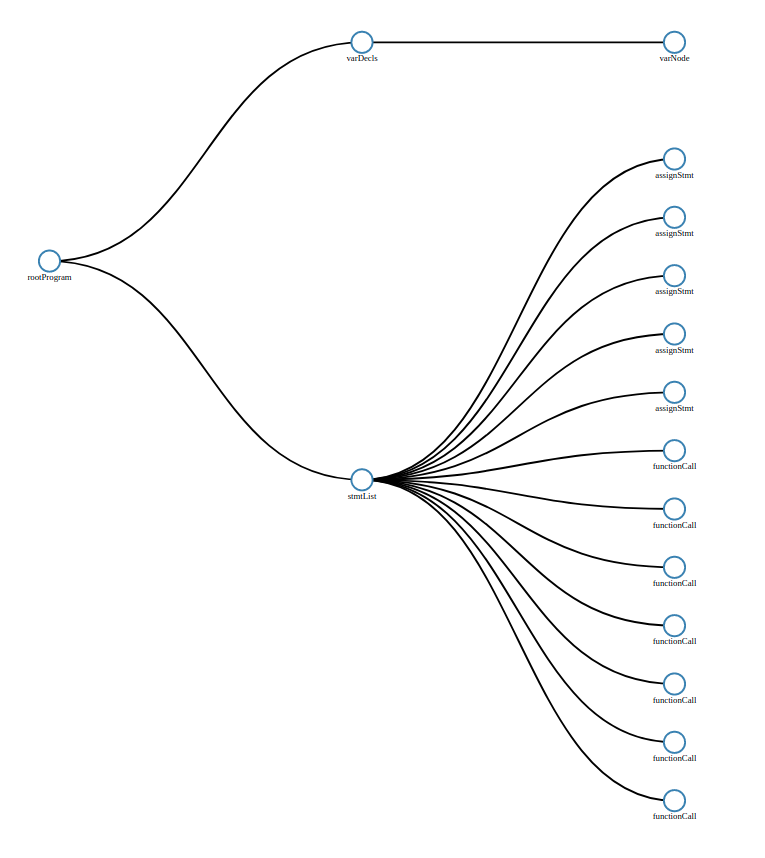 varDecls
varNode
assignStmt
assignStmt
rootProgram
assignStmt
assignStmt
assignStmt
functionCall
stmtList
functionCall
functionCall
functionCall
functionCall
functionCall
functionCall